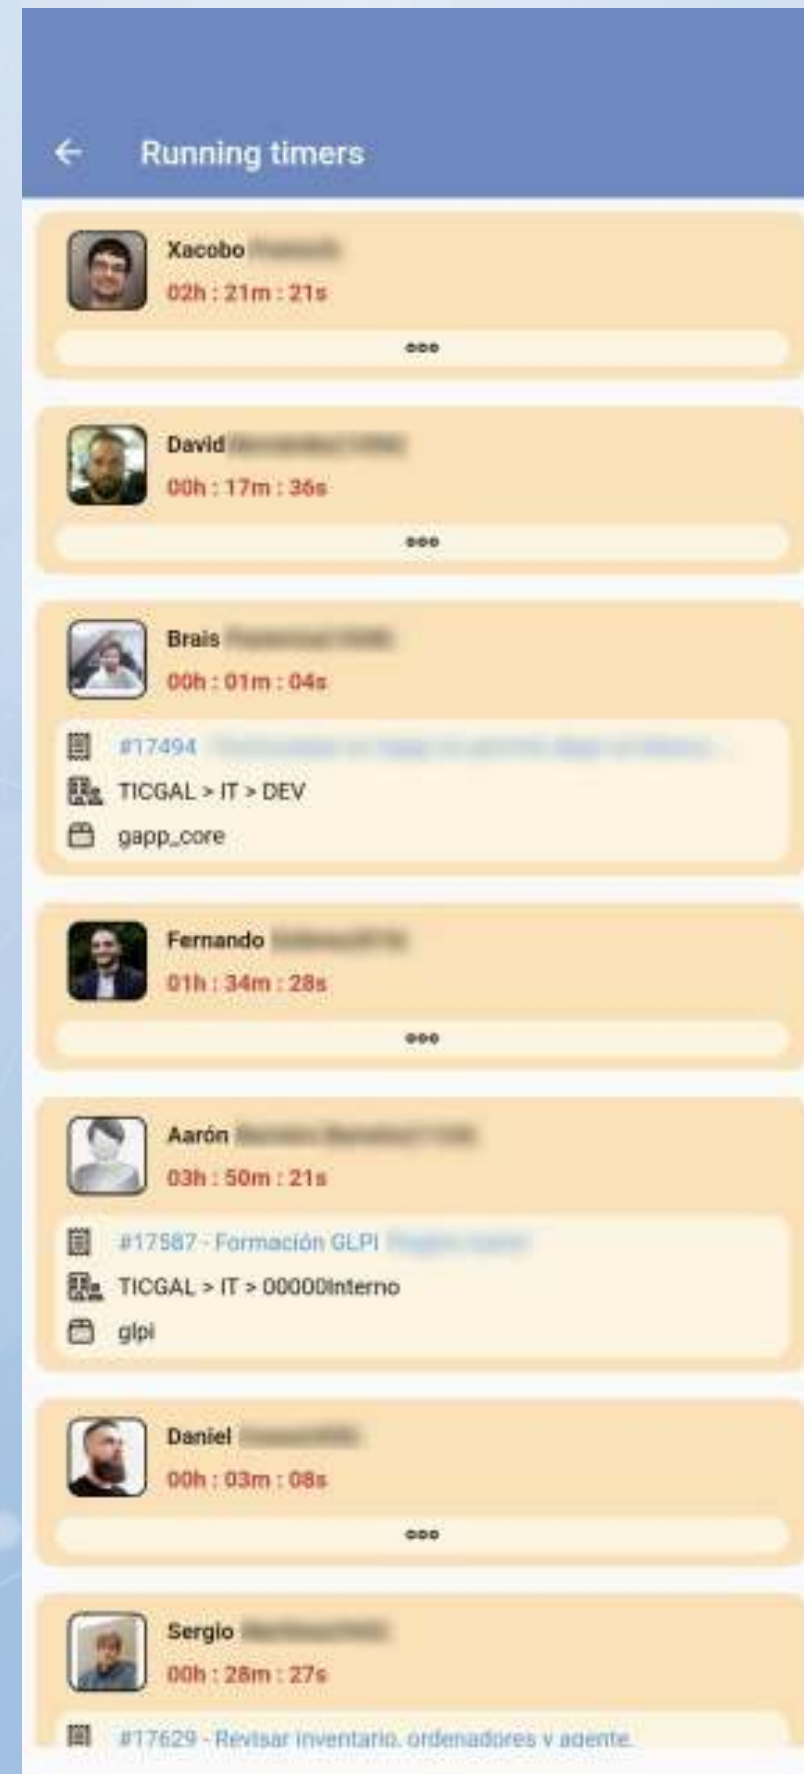 Running timers
Xacobo
02h : 21m : 21s
David
00h : 17m : 36s
Brais
00h : 01m : 04s
#17494
TICGAL > IT > DEV
gapp_core
Fernando
01h : 34m : 28s
Aarón
03h : 50m : 21s
#17587 - Formación GLPI
TICGAL > IT > 00000Interno
glpi
Daniel
00h : 03m : 08s
Sergio
00h : 28m : 27s
#17629 - Revisar inventario, ordenadores y agente.